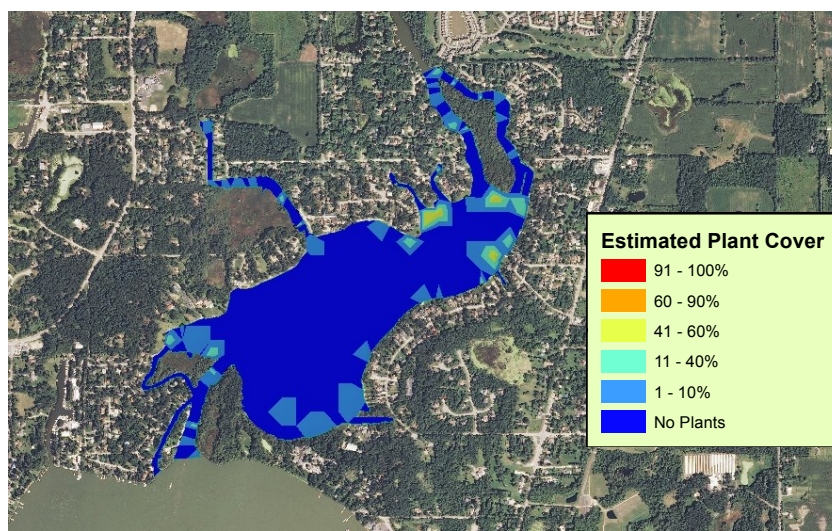 Estimated Plant Cover
91 - 100%
60 - 90%
41 - 60%
11 - 40%
1 - 10%
No Plants